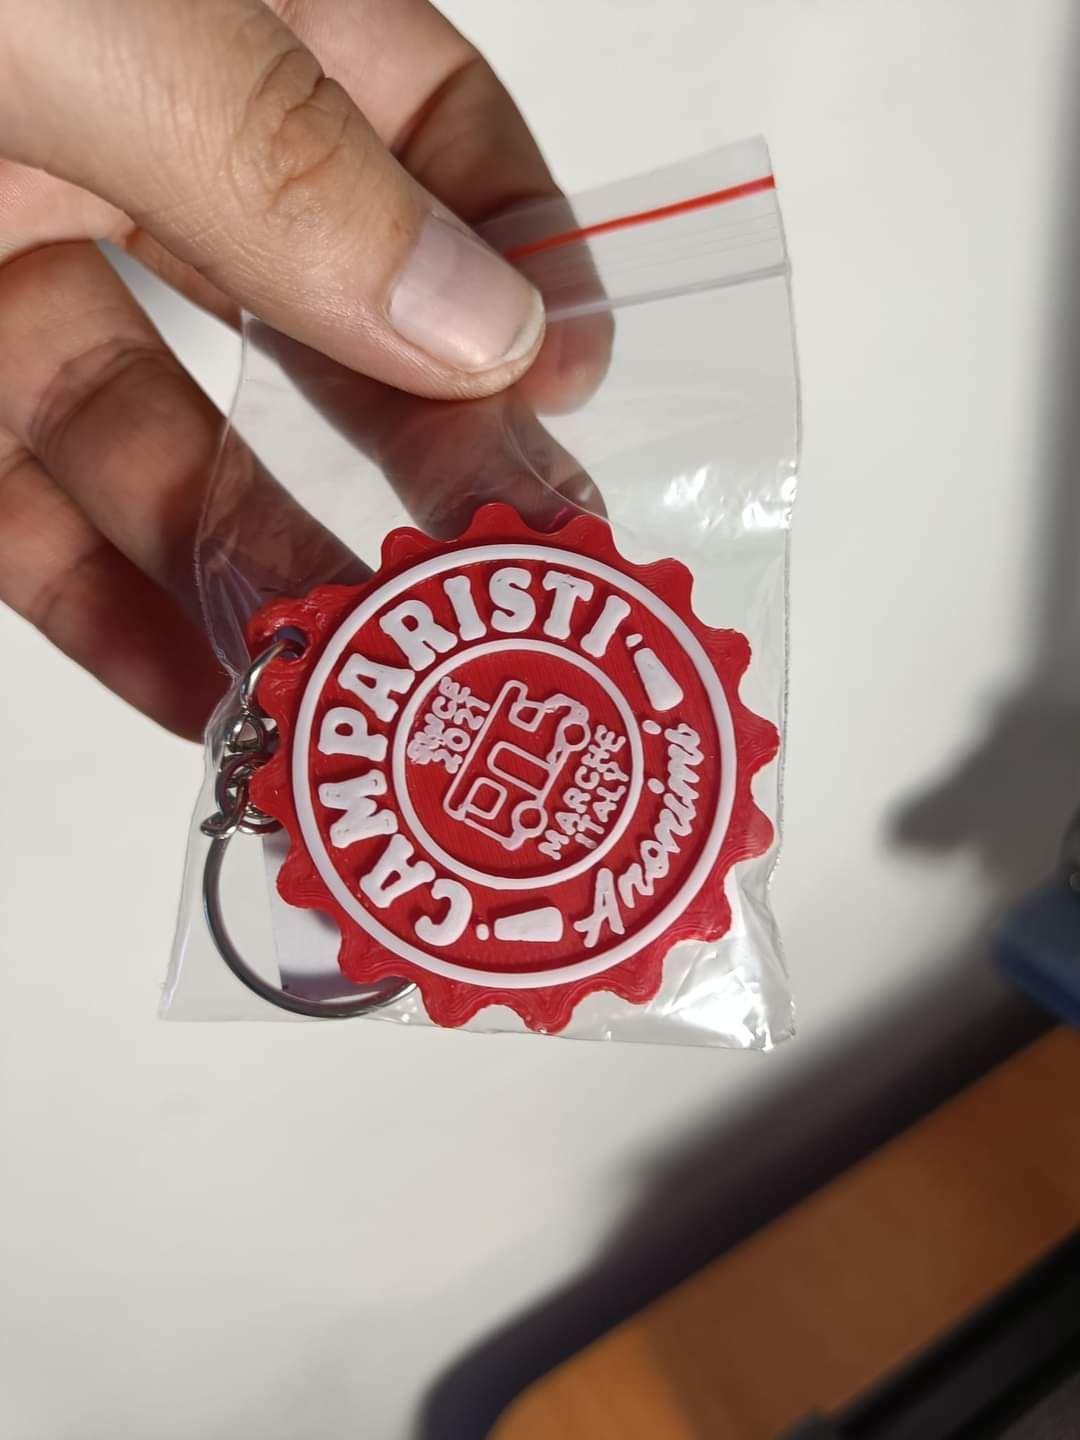 CAMPARISTI
Anonimi
SINCE
2021
MARCHE
ITALY